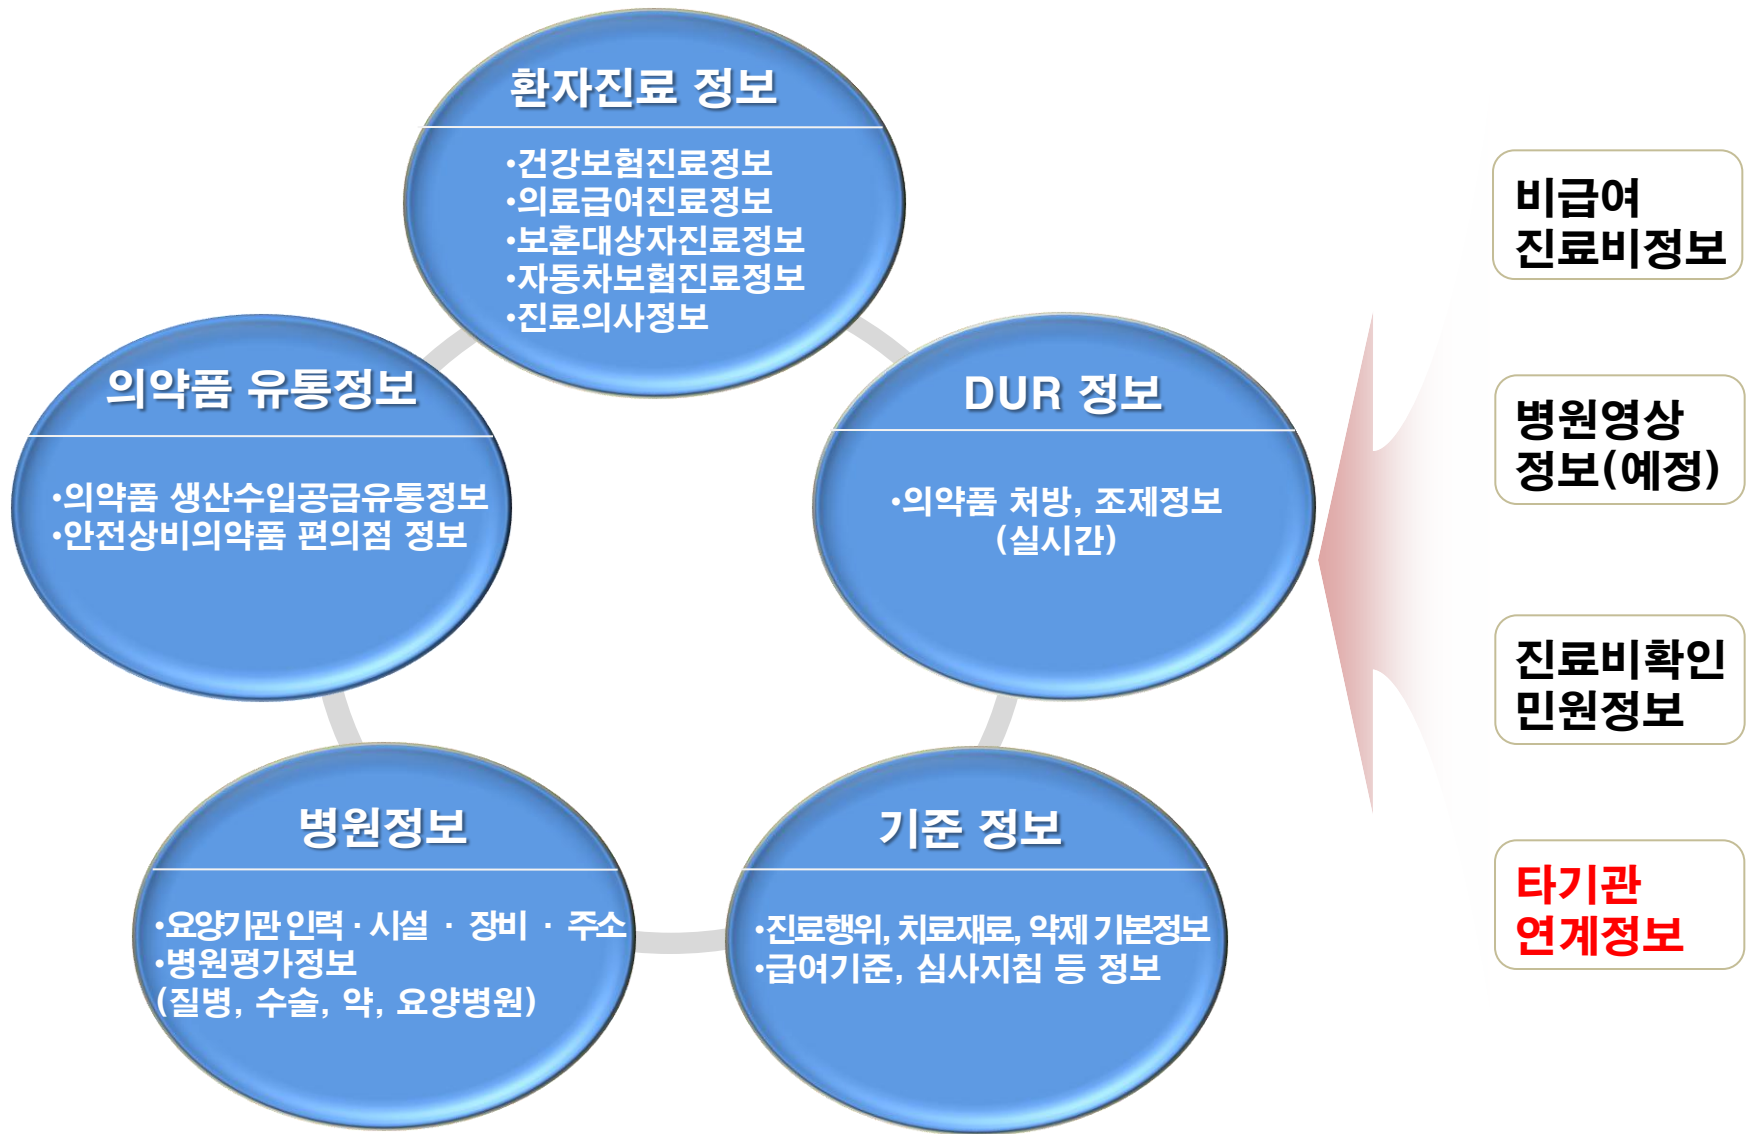 환자진료 정보
•건강보험진료정보
•의료급여진료정보
•보훈대상자진료정보
•자동차보험진료정보
•진료의사정보
의약품 유통정보
•의약품 생산수입공급유통정보
•안전상비의약품 편의점 정보
DUR 정보
•의약품 처방, 조제정보
(실시간)
병원정보
•요양기관 인력 · 시설 · 장비 · 주소
•병원평가정보
(질병, 수술, 약, 요양병원)
기준 정보
•진료행위, 치료재료, 약제 기본정보
•급여기준, 심사지침 등 정보
비급여
진료비정보
병원영상
정보(예정)
진료비확인
민원정보
타기관
연계정보